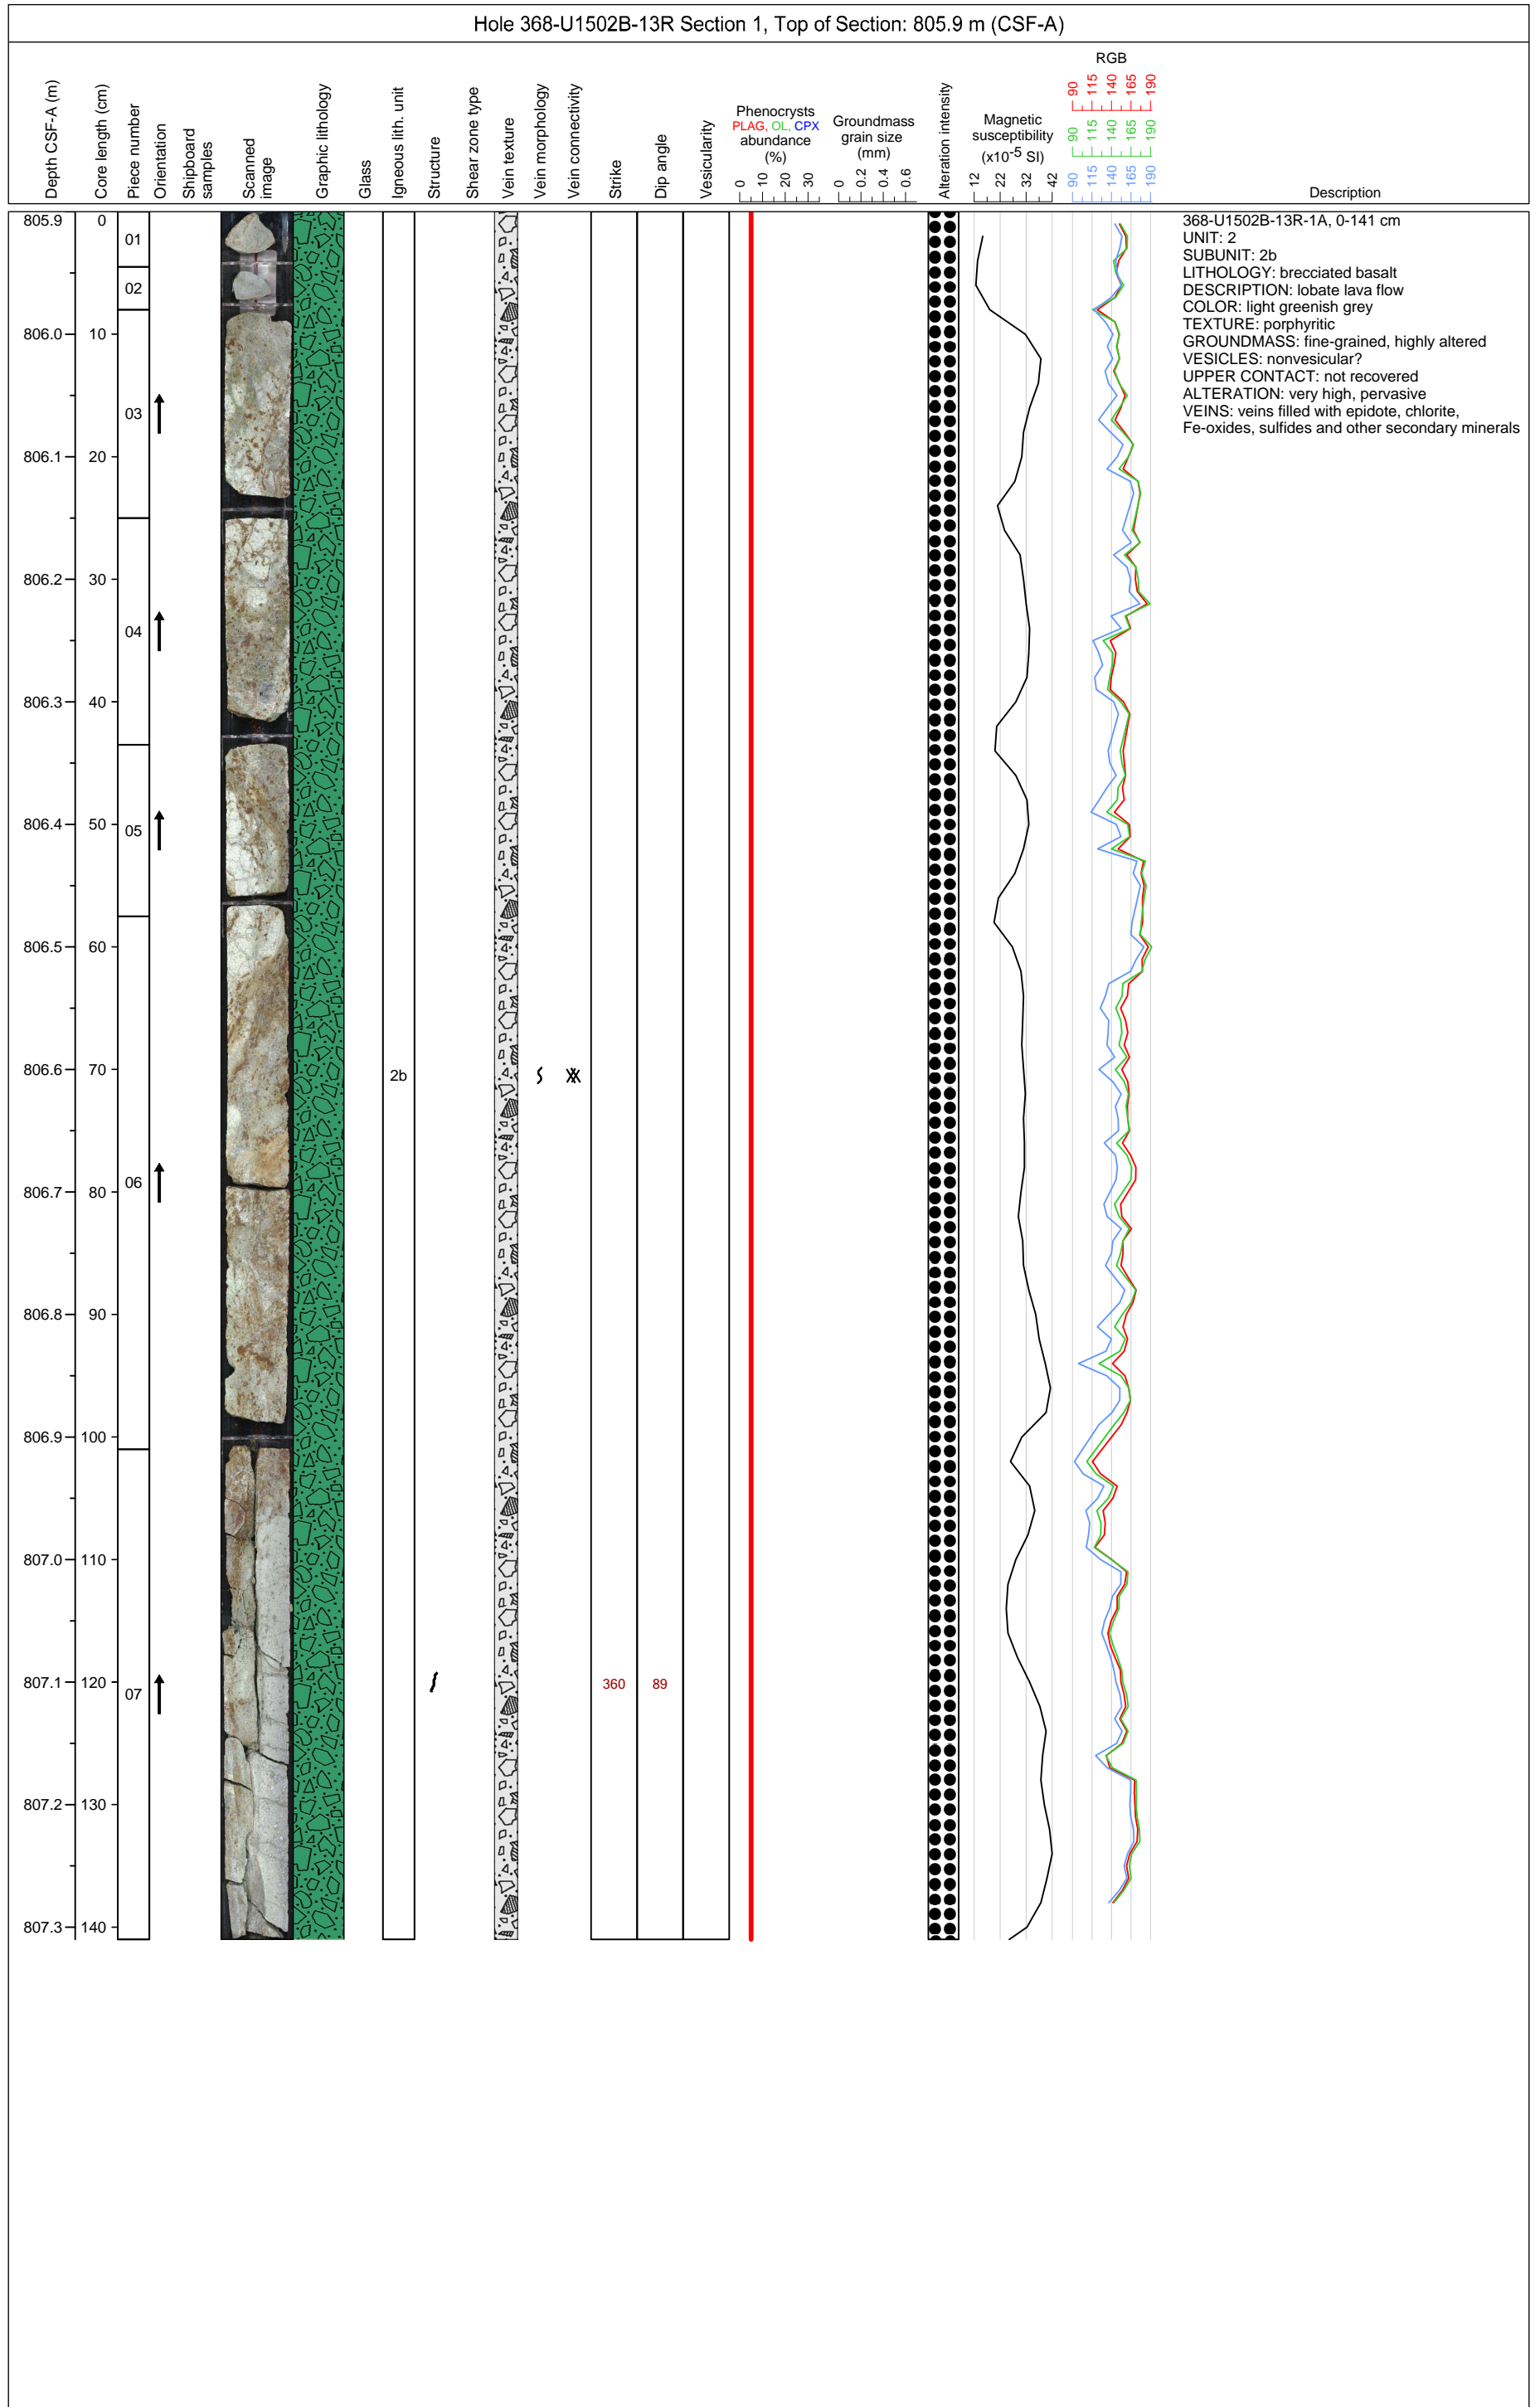 Hole 368-U1502B-13R Section 1, Top of Section: 805.9 m (CSF-A)
Depth CSF-A (m)
Core length (cm)
Piece number
Orientation
Shipboard
samples
Scanned
image
Graphic lithology
Glass
Igneous lith. unit
Structure
Shear zone type
Vein texture
Vein morphology
Vein connectivity
Strike
Dip angle
Vesicularity
Phenocrysts
PLAG, OL, CPX
abundance
(%)
0 10 20 30
Groundmass
grain size
(mm)
0 0.2 0.4 0.6
Alteration intensity
Magnetic
susceptibility
(x10-5 SI)
12 22 32 42
RGB
90 115 140 165 190
90 115 140 165 190
90 115 140 165 190
Description
805.9 0
01
02
806.0 10
03
806.1 20
806.2 30
04
806.3 40
806.4 50
05
806.5 60
806.6 70
2b
806.7 80
06
806.8 90
806.9 100
807.0 110
807.1 120
07
360 89
807.2 130
807.3 140
368-U1502B-13R-1A, 0-141 cm
UNIT: 2
SUBUNIT: 2b
LITHOLOGY: brecciated basalt
DESCRIPTION: lobate lava flow
COLOR: light greenish grey
TEXTURE: porphyritic
GROUNDMASS: fine-grained, highly altered
VESICLES: nonvesicular?
UPPER CONTACT: not recovered
ALTERATION: very high, pervasive
VEINS: veins filled with epidote, chlorite,
Fe-oxides, sulfides and other secondary minerals